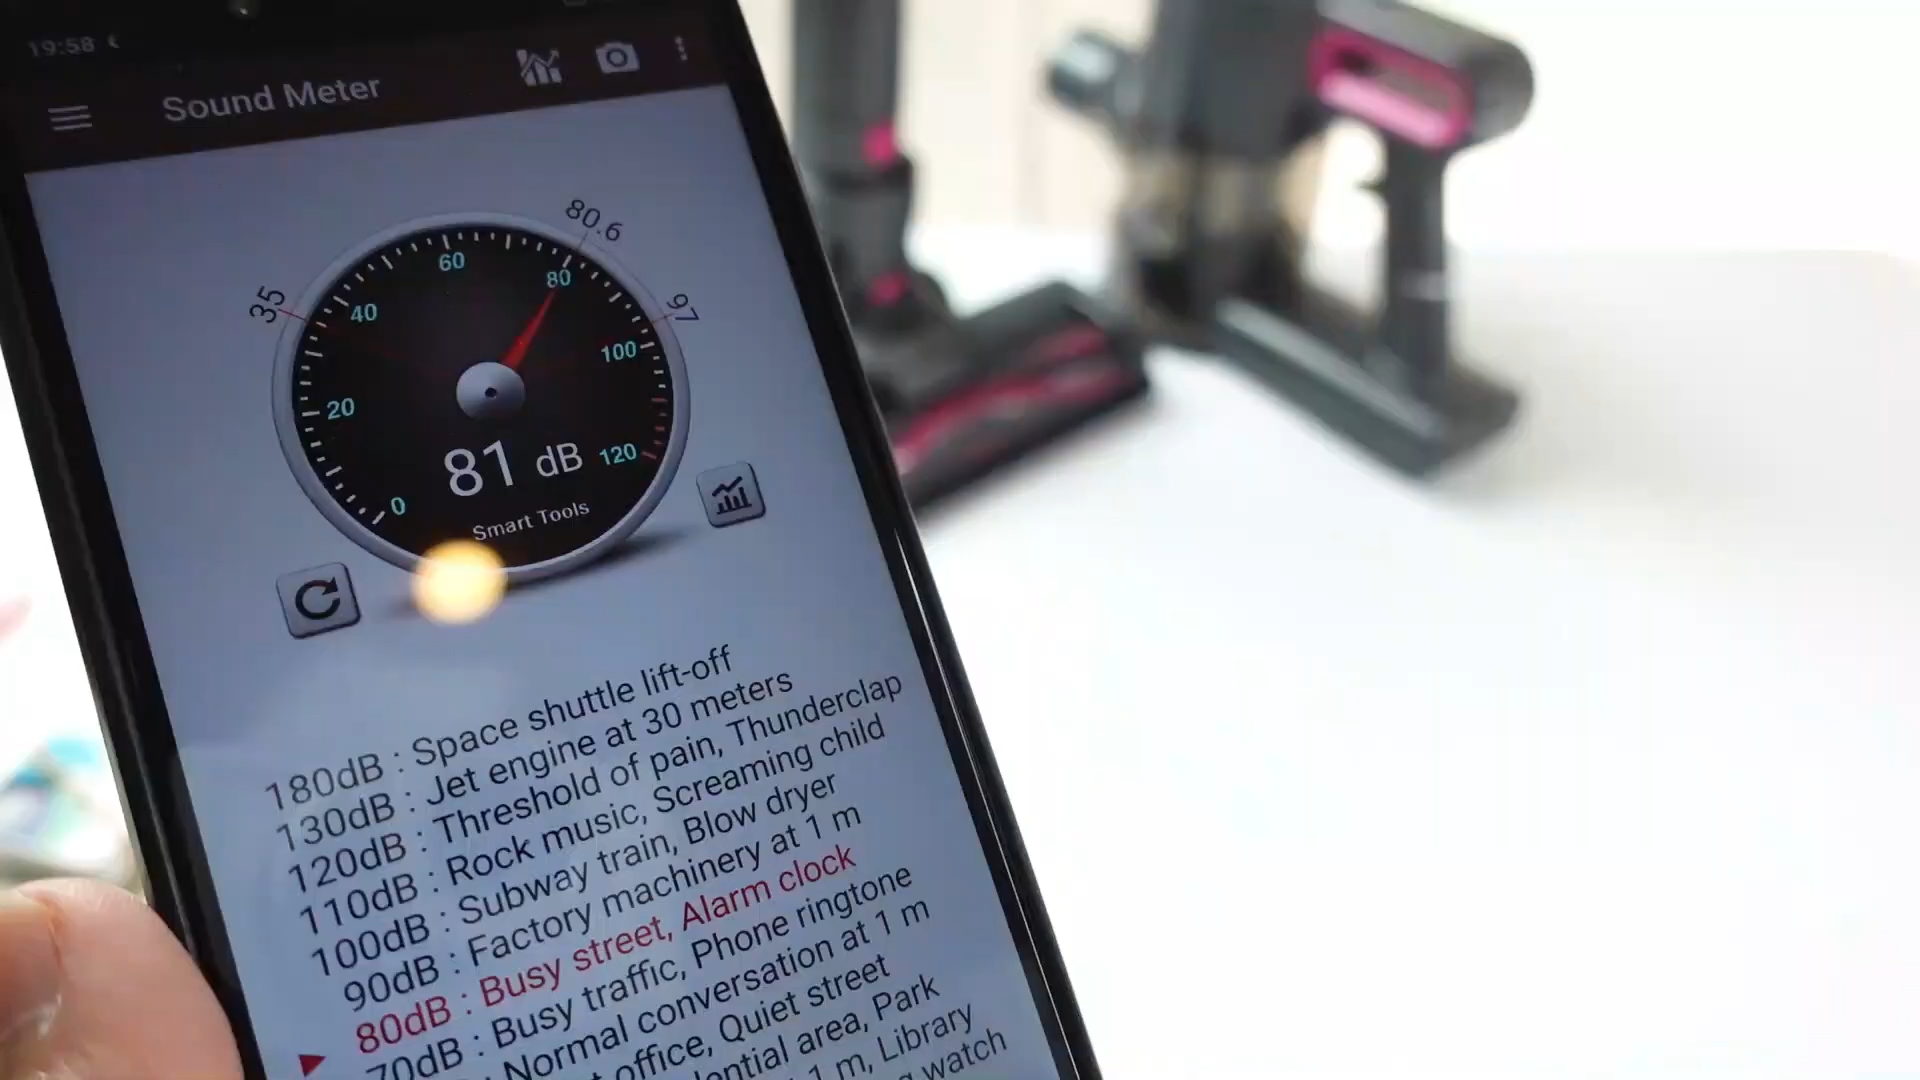 19:58
Sound Meter
80.6
60
80
35
40
97
100
20
81 dB
120
0
Smart Tools
180dB : Space shuttle lift-off
130dB : Jet engine at 30 meters
120dB : Threshold of pain, Thunderclap
110dB : Rock music, Screaming child
100dB : Subway train, Blow dryer
90dB : Factory machinery at 1 m
80dB : Busy street, Alarm clock
70dB : Busy traffic, Phone ringtone
: Normal conversation at 1 m
office, Quiet street
area, Park
1 m, Library
watch